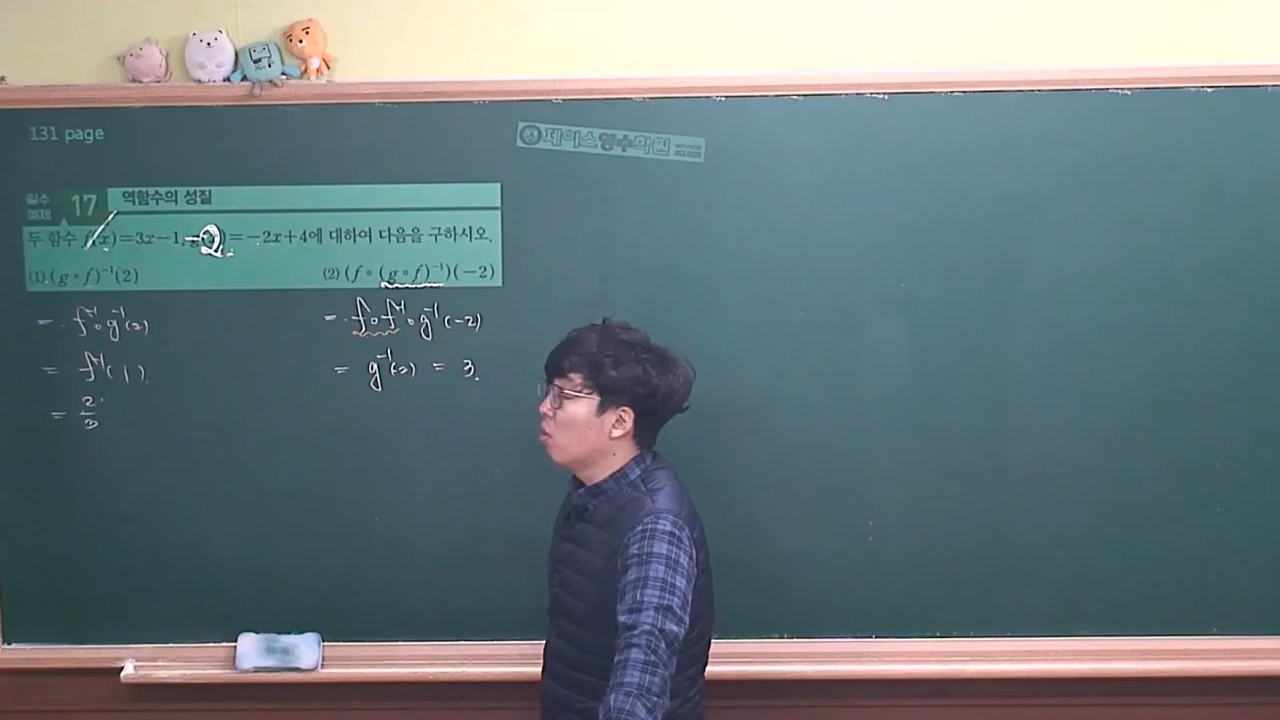 131 page
제이스영수학원
필수 예제 17 역함수의 성질
두 함수 f(x)=3x-1, g(x)=-2x+4에 대하여 다음을 구하시오.
-2
(1) (g∘f)⁻¹(2)
(2) (f∘(g∘f)⁻¹)(-2)
= f⁻¹∘g⁻¹(2)
= f∘f⁻¹∘g⁻¹(-2)
= f⁻¹(1)
= g⁻¹(-2) = 3.
= 2/3